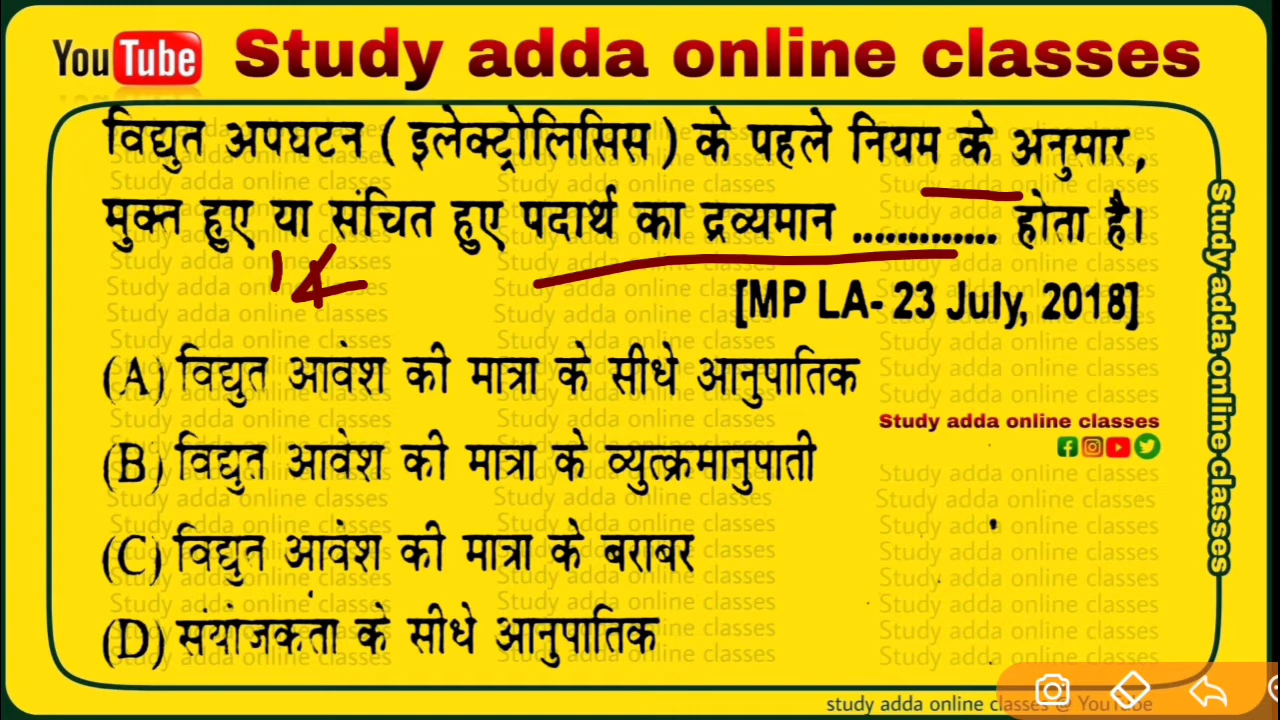 YouTube Study adda online classes
विद्युत अपघटन ( इलेक्ट्रोलिसिस ) के पहले नियम के अनुमार,
मुक्त हुए या संचित हुए पदार्थ का द्रव्यमान ............. होता है।
14
[MP LA- 23 July, 2018]
(A) विद्युत आवेश की मात्रा के सीधे आनुपातिक
Study adda online classes
(B) विद्युत आवेश की मात्रा के व्युत्क्रमानुपाती
(C) विद्युत आवेश की मात्रा के बराबर
(D) संयोजकता के सीधे आनुपातिक
Study adda online classes
study adda online classes @ YouTube